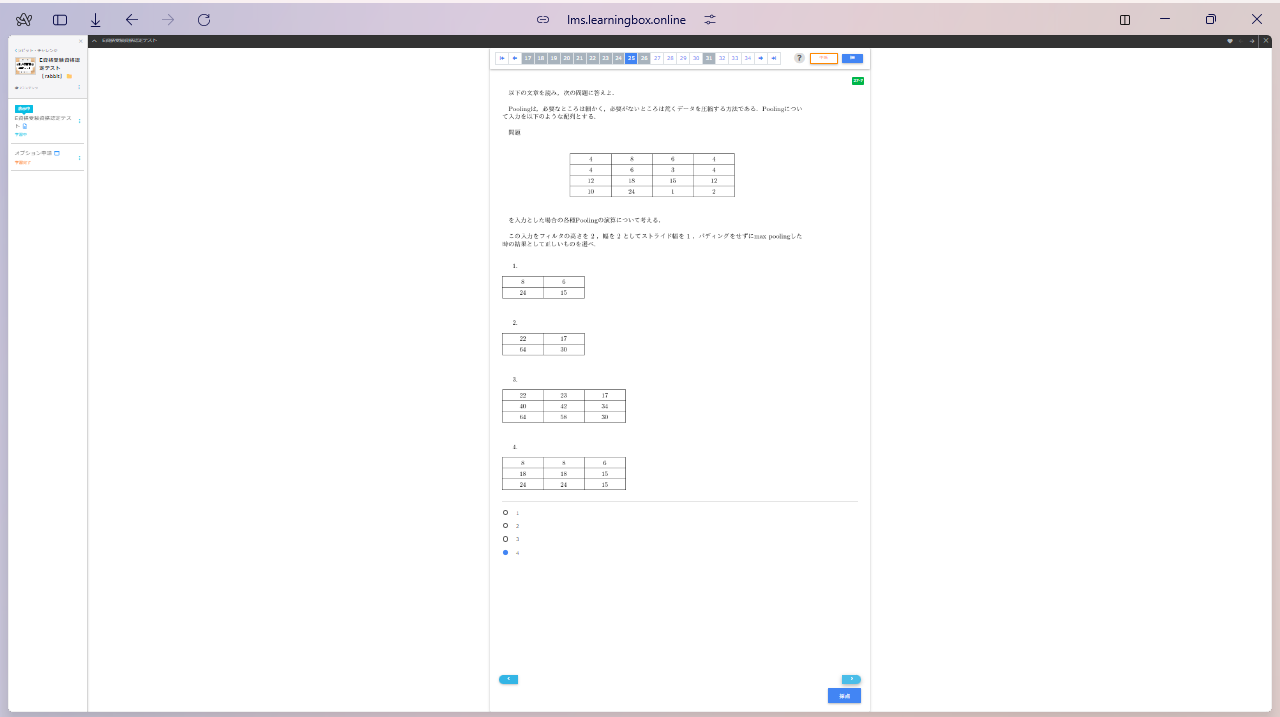 lms.learningbox.online
E資格受験資格認定テスト
E資格受験資格認定テスト
(rabbit)
E資格受験資格認定テスト
オプション申請
17 18 19 20 21 22 23 24 25 26 27 28 29 30 31 32 33 34
?
以下の文章を読み，次の問題に答えよ．
Poolingは，必要なところは細かく，必要がないところは荒くデータを圧縮する方法である．Poolingについ
て入力を以下のような配列とする．
問題
4 8 6 4
4 6 3 4
12 18 15 12
10 24 1 2
を入力とした場合の各種Poolingの演算について考える．
この入力をフィルタの高さを 2 ，幅を 2 としてストライド幅を 1 ，パディングをせずにmax poolingした
時の結果として正しいものを選べ．
1.
8 6
24 15
2.
22 17
64 30
3.
22 23 17
40 42 34
64 58 30
4.
8 8 6
18 18 15
24 24 15
1
2
3
4
採点